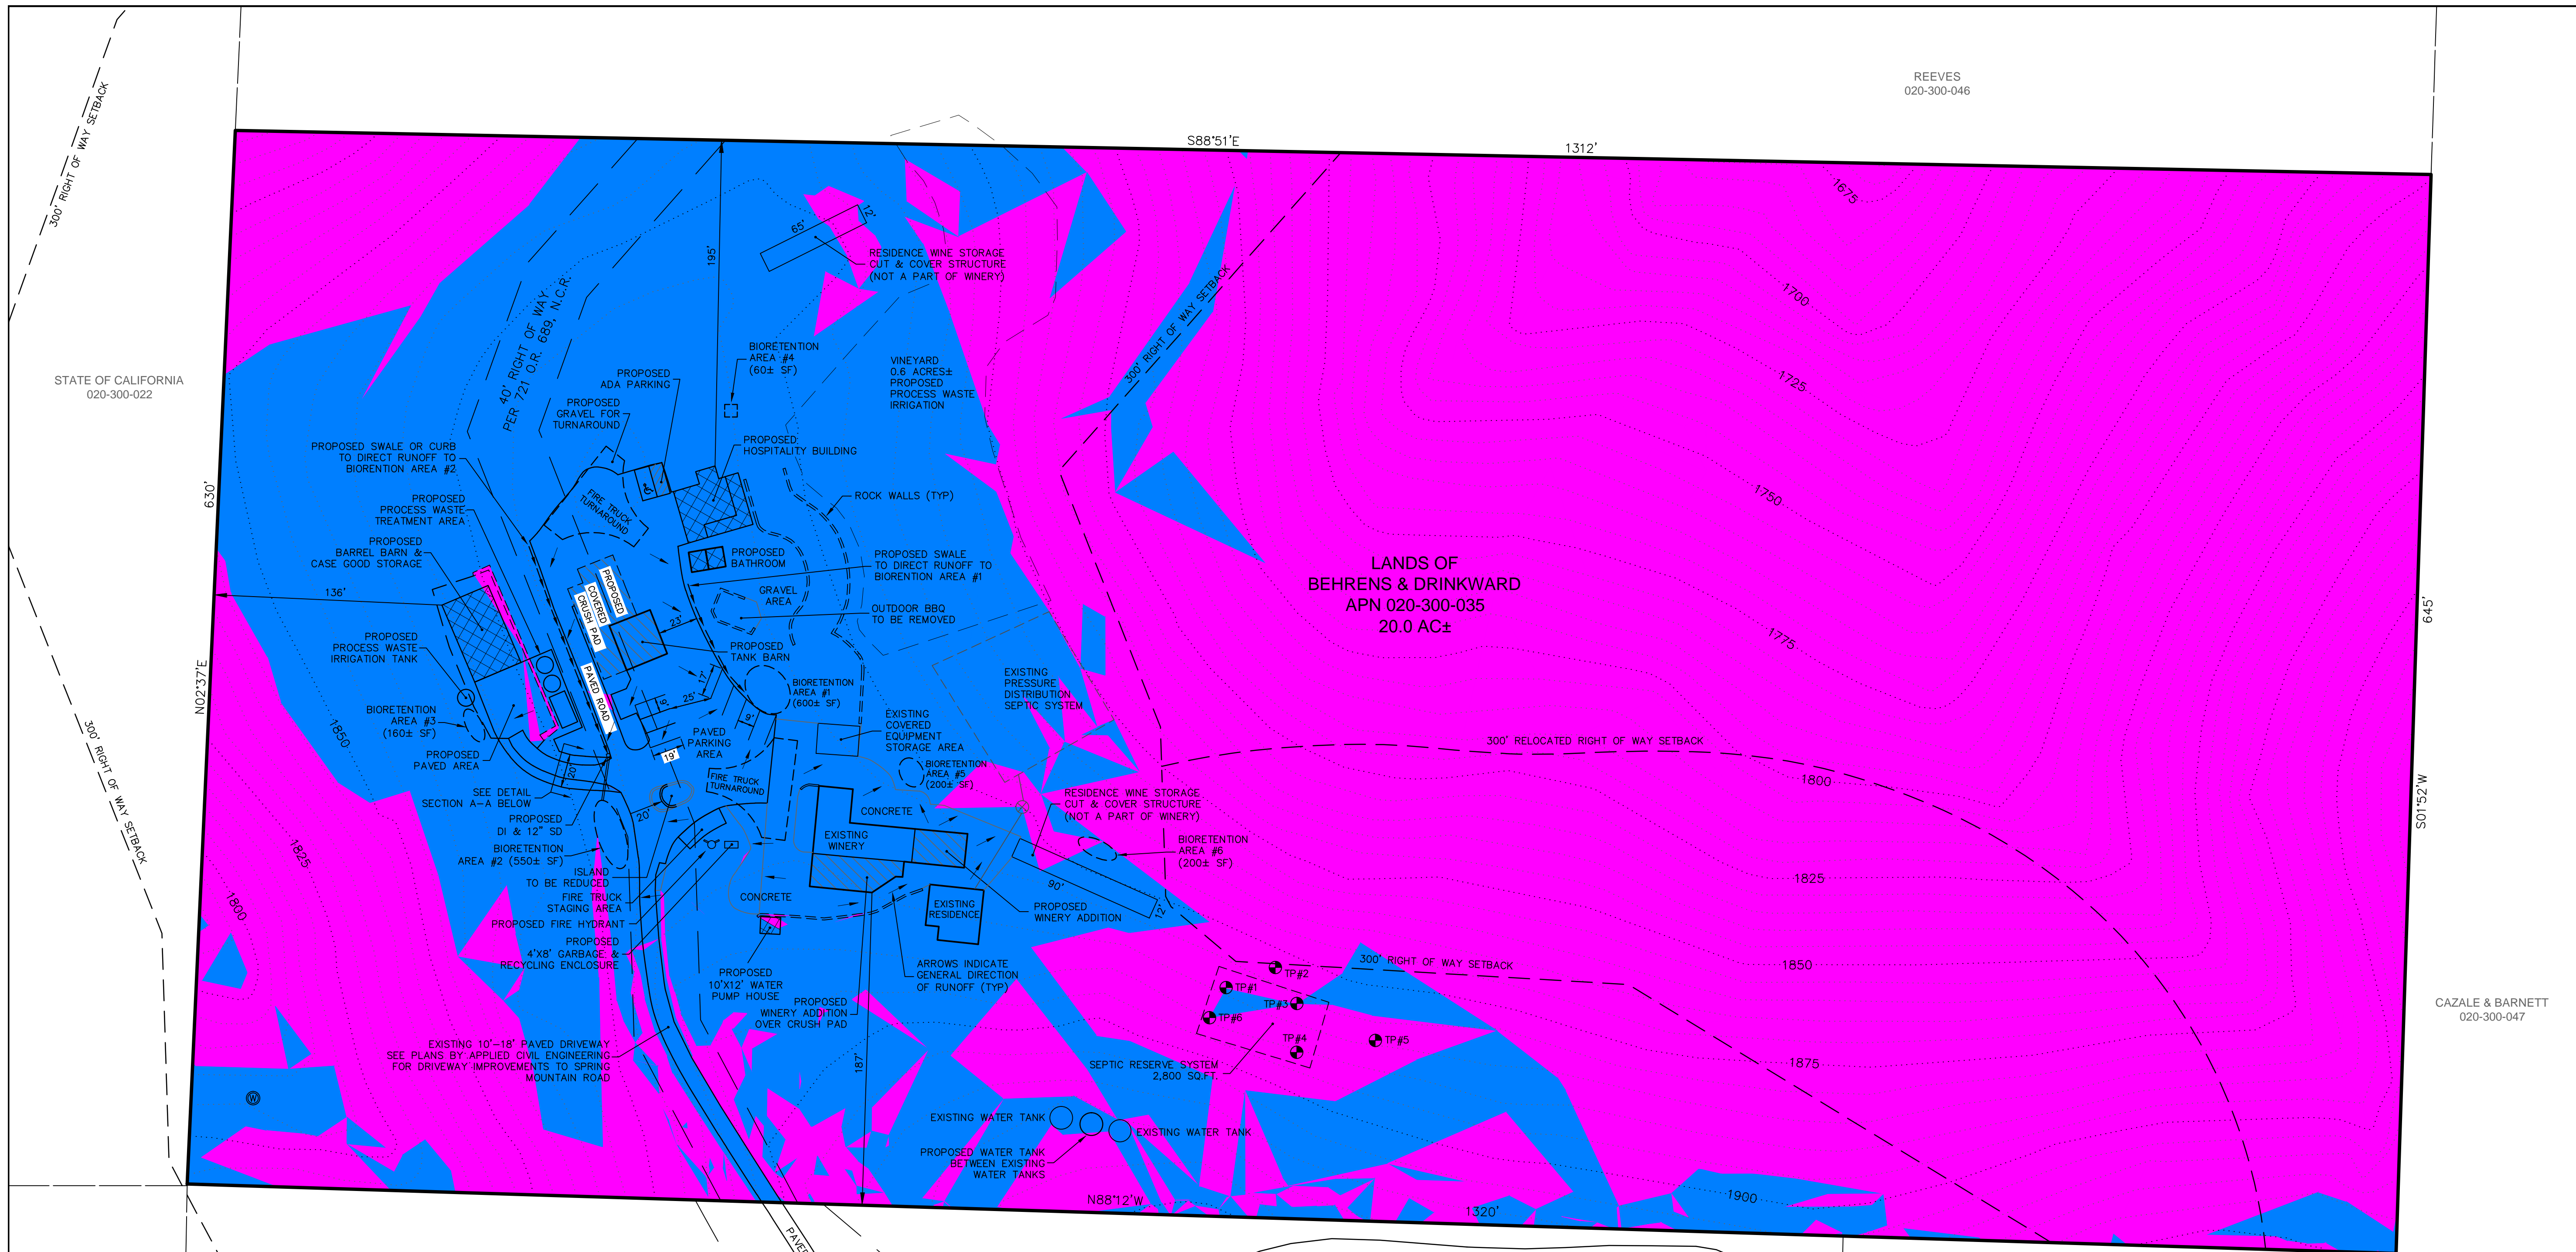 REEVES
020-300-046
300' RIGHT OF WAY SETBACK
S88°51'E
1312'
1675
65'
12'
195'
RESIDENCE WINE STORAGE
CUT & COVER STRUCTURE
(NOT A PART OF WINERY)
40' RIGHT OF WAY
PER 721 O.R. 689, N.C.R.
1700
300' RIGHT OF WAY SETBACK
STATE OF CALIFORNIA
020-300-022
BIORETENTION
AREA #4
(60± SF)
VINEYARD
0.6 ACRES±
PROPOSED
PROCESS WASTE
IRRIGATION
PROPOSED
ADA PARKING
1725
PROPOSED
GRAVEL FOR
TURNAROUND
PROPOSED SWALE OR CURB
TO DIRECT RUNOFF TO
BIORENTION AREA #2
PROPOSED
HOSPITALITY BUILDING
630'
PROPOSED
PROCESS WASTE
TREATMENT AREA
FIRE TRUCK
TURNAROUND
ROCK WALLS (TYP)
1750
PROPOSED
BARREL BARN &
CASE GOOD STORAGE
PROPOSED
BATHROOM
PROPOSED SWALE
TO DIRECT RUNOFF TO
BIORENTION AREA #1
LANDS OF
BEHRENS & DRINKWARD
APN 020-300-035
20.0 AC±
136'
PROPOSED
COVERED
CRUSH PAD
GRAVEL
AREA
OUTDOOR BBQ
TO BE REMOVED
645'
23'
1775
PROPOSED
PROCESS WASTE
IRRIGATION TANK
PROPOSED
TANK BARN
N02°37'E
PAVED ROAD
17'
25'
9'
BIORETENTION
AREA #1
(600± SF)
EXISTING
PRESSURE
DISTRIBUTION
SEPTIC SYSTEM
BIORETENTION
AREA #3
(160± SF)
9'
EXISTING
COVERED
EQUIPMENT
STORAGE AREA
300' RIGHT OF WAY SETBACK
1850
PROPOSED
PAVED AREA
PAVED
PARKING
AREA
19'
300' RELOCATED RIGHT OF WAY SETBACK
20'
FIRE TRUCK
TURNAROUND
BIORETENTION
AREA #5
(200± SF)
1800
S01°52'W
SEE DETAIL
SECTION A-A BELOW
RESIDENCE WINE STORAGE
CUT & COVER STRUCTURE
(NOT A PART OF WINERY)
CONCRETE
20'
PROPOSED
DI & 12" SD
EXISTING
WINERY
BIORETENTION
AREA #6
(200± SF)
1825
BIORETENTION
AREA #2 (550± SF)
ISLAND
TO BE REDUCED
90'
12'
1825
FIRE TRUCK
STAGING AREA
CONCRETE
1800
EXISTING
RESIDENCE
PROPOSED
WINERY ADDITION
PROPOSED FIRE HYDRANT
PROPOSED
4'X8' GARBAGE &
RECYCLING ENCLOSURE
PROPOSED
10'X12' WATER
PUMP HOUSE
ARROWS INDICATE
GENERAL DIRECTION
OF RUNOFF (TYP)
300' RIGHT OF WAY SETBACK
1850
TP#2
TP#1
TP#3
TP#6
TP#4
TP#5
PROPOSED
WINERY ADDITION
OVER CRUSH PAD
CAZALE & BARNETT
020-300-047
EXISTING 10'-18' PAVED DRIVEWAY
SEE PLANS BY APPLIED CIVIL ENGINEERING
FOR DRIVEWAY IMPROVEMENTS TO SPRING
MOUNTAIN ROAD
187'
SEPTIC RESERVE SYSTEM
2,800 SQ.FT.
1875
W
EXISTING WATER TANK
EXISTING WATER TANK
PROPOSED WATER TANK
BETWEEN EXISTING
WATER TANKS
N88°12'W
1320'
1900
PAVED